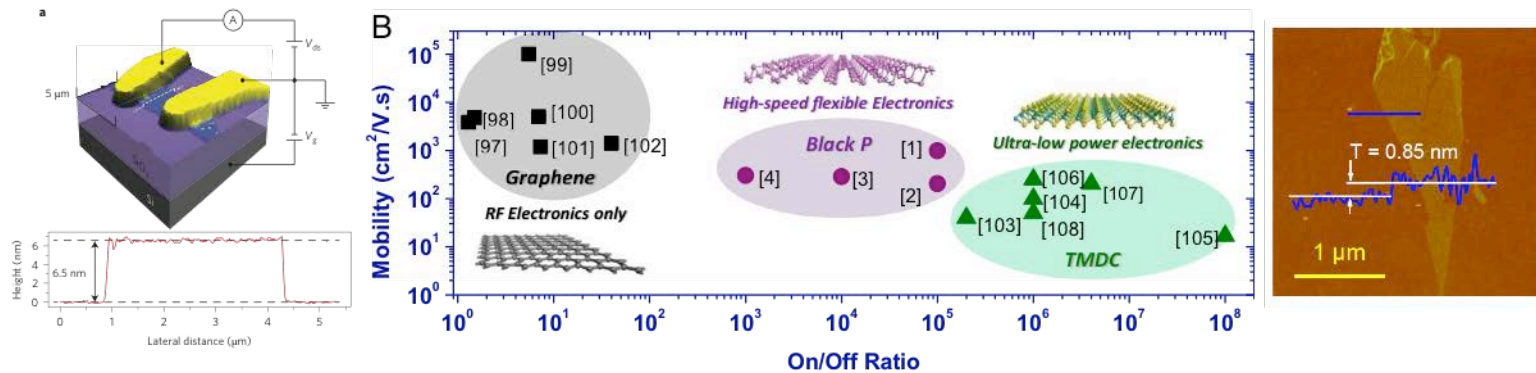 a
A
V_ds
5 μm
V_g
SiO₂
Si
Height (nm)
6
4
2
0
6.5 nm
0 1 2 3 4 5
Lateral distance (μm)
B
Mobility (cm²/V.s)
10⁵
10⁴
10³
10²
10¹
10⁰
[99]
[98]
[100]
[97]
[101]
[102]
Graphene
RF Electronics only
High-speed flexible Electronics
Black P
[1]
[4]
[3]
[2]
Ultra-low power electronics
[106]
[107]
[104]
[103]
[108]
[105]
TMDC
10⁰ 10¹ 10² 10³ 10⁴ 10⁵ 10⁶ 10⁷ 10⁸
On/Off Ratio
T = 0.85 nm
1 μm